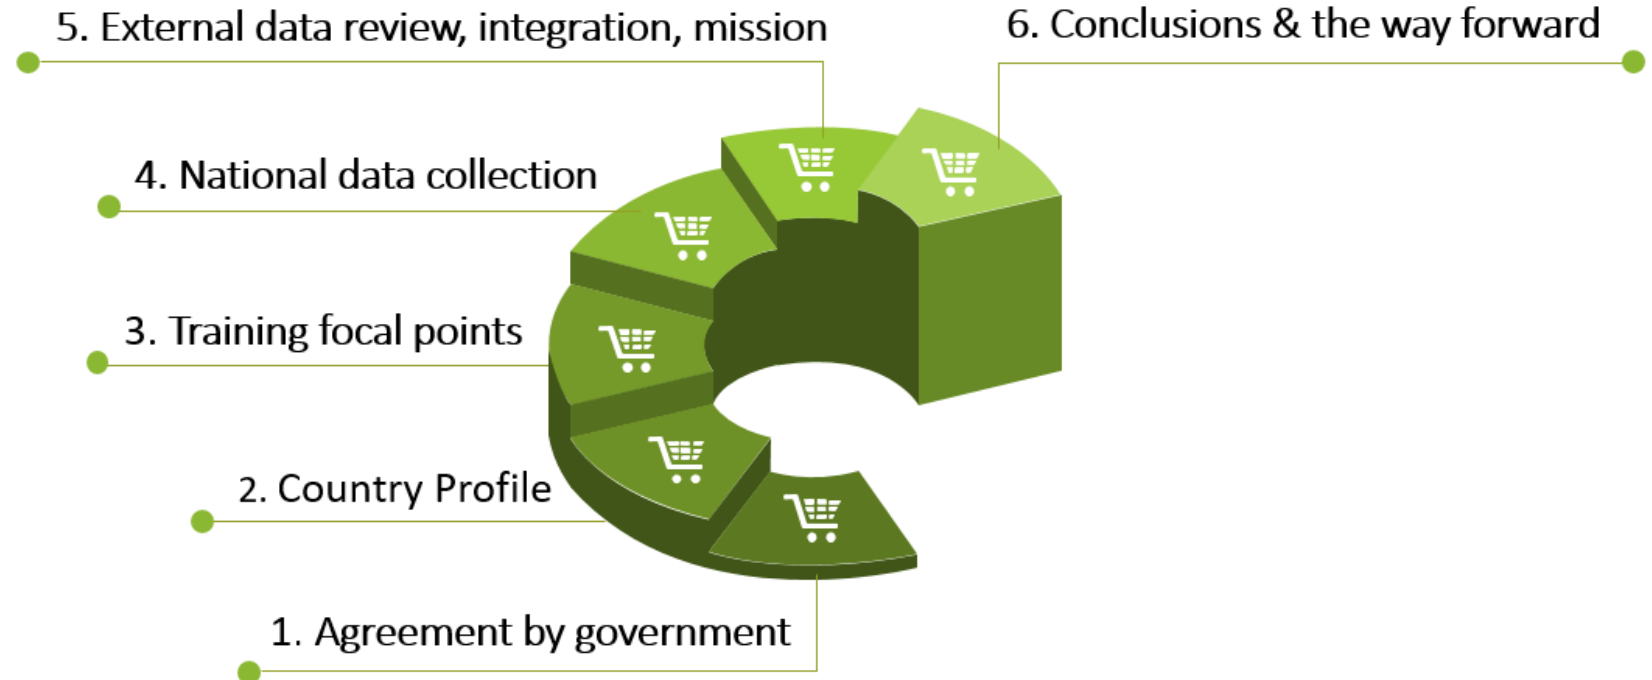 5. External data review, integration, mission
6. Conclusions & the way forward
4. National data collection
3. Training focal points
2. Country Profile
1. Agreement by government